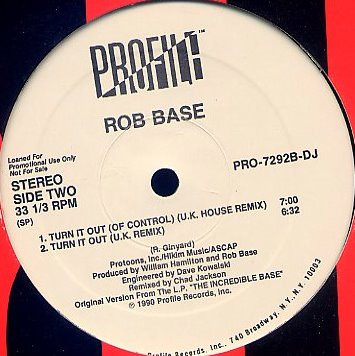 PROFILE™
ROB BASE
Loaned For
Promotional Use Only
Not For Sale
STEREO
SIDE TWO
33 1/3 RPM
(SP)
PRO-7292B-DJ
1. TURN IT OUT (OF CONTROL) (U.K. HOUSE REMIX) 7:00
2. TURN IT OUT (U.K. REMIX) 6:32
(R. Ginyard)
Protoons, Inc/Hikim Music/ASCAP
Produced by William Hamilton and Rob Base
Engineered by Dave Kowalski
Remixed by Chad Jackson
Original Version From The L.P. "THE INCREDIBLE BASE"
© 1990 Profile Records, Inc.
Profile Records, Inc., 740 Broadway, N.Y., N.Y. 10003